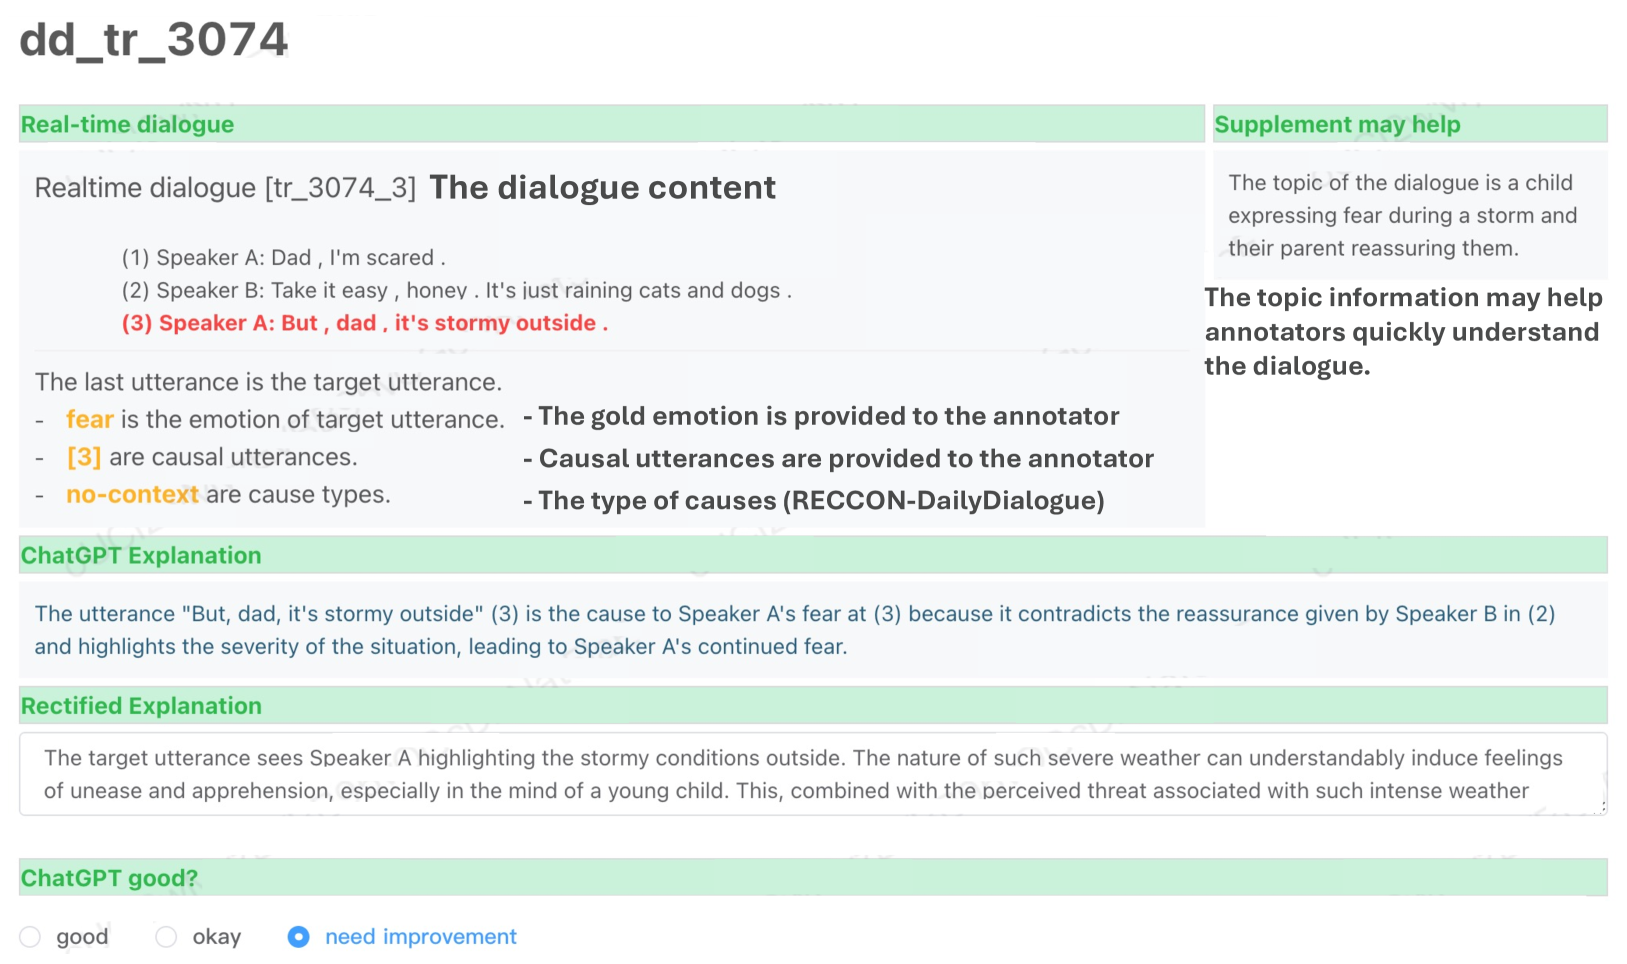 dd_tr_3074
Real-time dialogue
Supplement may help
Realtime dialogue [tr_3074_3] The dialogue content
(1) Speaker A: Dad , I'm scared .
(2) Speaker B: Take it easy , honey . It's just raining cats and dogs .
(3) Speaker A: But , dad , it's stormy outside .
The topic of the dialogue is a child
expressing fear during a storm and
their parent reassuring them.
The topic information may help
annotators quickly understand
the dialogue.
The last utterance is the target utterance.
- fear is the emotion of target utterance. - The gold emotion is provided to the annotator
- [3] are causal utterances. - Causal utterances are provided to the annotator
- no-context are cause types. - The type of causes (RECCON-DailyDialogue)
ChatGPT Explanation
The utterance "But, dad, it's stormy outside" (3) is the cause to Speaker A's fear at (3) because it contradicts the reassurance given by Speaker B in (2)
and highlights the severity of the situation, leading to Speaker A's continued fear.
Rectified Explanation
The target utterance sees Speaker A highlighting the stormy conditions outside. The nature of such severe weather can understandably induce feelings
of unease and apprehension, especially in the mind of a young child. This, combined with the perceived threat associated with such intense weather
ChatGPT good?
good okay need improvement